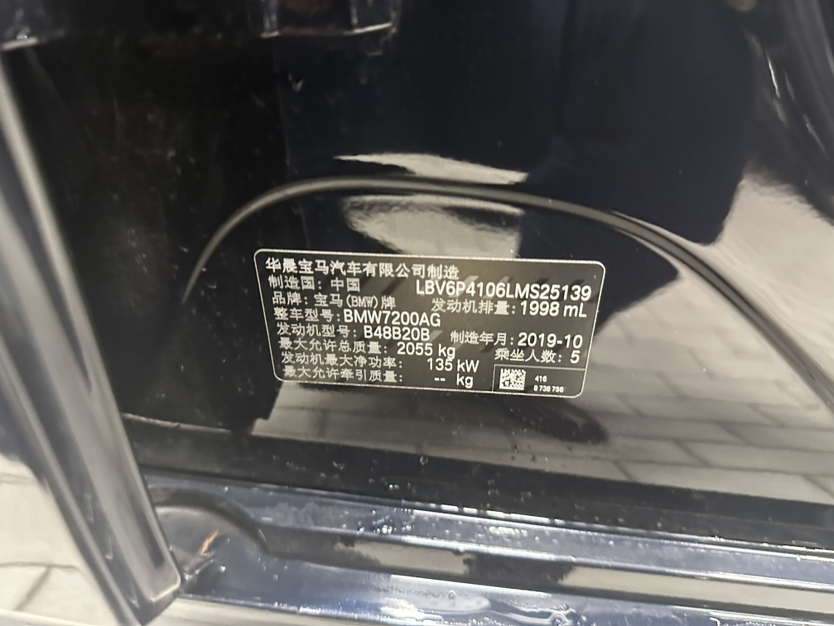 华晨宝马汽车有限公司制造
制造国：中国 LBV6P4106LMS25139
品牌：宝马(BMW)牌 发动机排量：1998 mL
整车型号：BMW7200AG
发动机型号：B48B20B 制造年月：2019-10
最大允许总质量：2055 kg 乘坐人数：5
发动机最大净功率：135 kW
最大允许牵引质量：-- kg
416